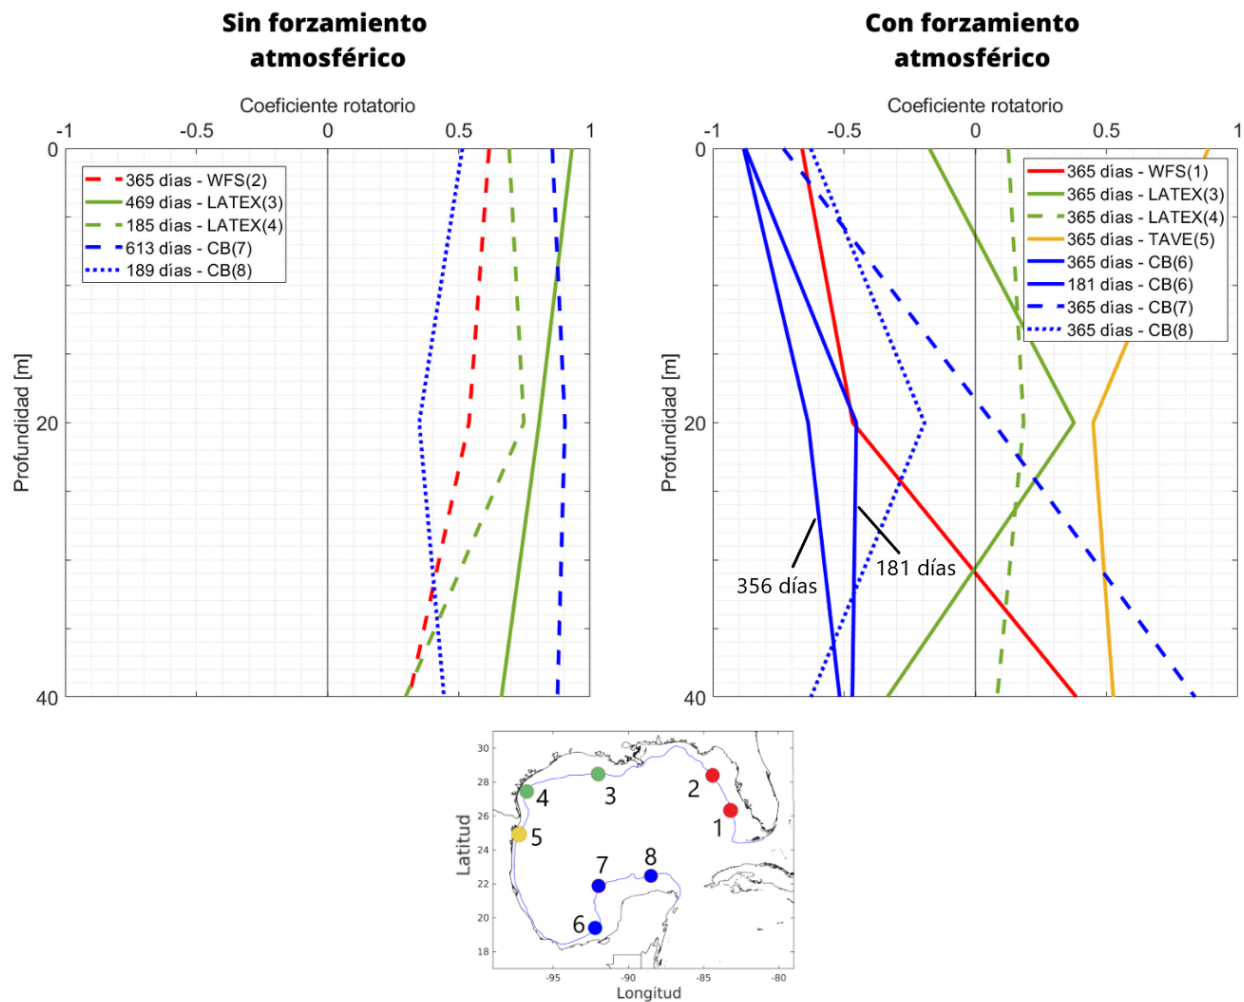 Sin forzamiento
atmosférico
Coeficiente rotatorio
-1 -0.5 0 0.5 1
0
20
40
Profundidad [m]
365 días - WFS(2)
469 días - LATEX(3)
185 días - LATEX(4)
613 días - CB(7)
189 días - CB(8)
Con forzamiento
atmosférico
Coeficiente rotatorio
-1 -0.5 0 0.5 1
0
20
40
Profundidad [m]
365 días - WFS(1)
365 días - LATEX(3)
365 días - LATEX(4)
365 días - TAVE(5)
365 días - CB(6)
181 días - CB(6)
365 días - CB(7)
365 días - CB(8)
356 días
181 días
30
28
26
24
22
20
18
Latitud
2
3
4
1
5
8
7
6
-95 -90 -85 -80
Longitud